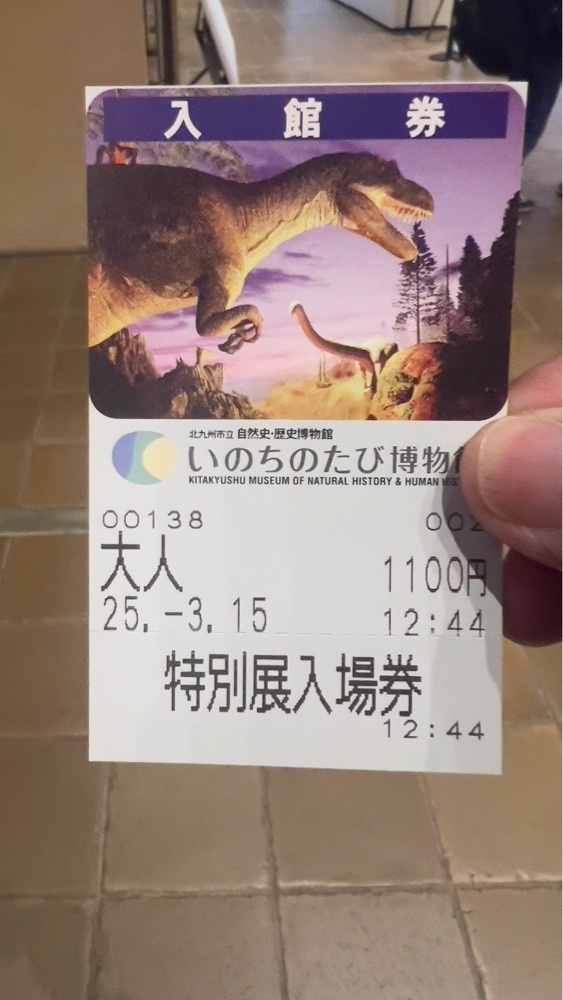 入館券
北九州市立 自然史・歴史博物館
いのちのたび博物
KITAKYUSHU MUSEUM OF NATURAL HISTORY & HUMAN
00138 002
大人 1100円
25.-3.15 12:44
特別展入場券
12:44